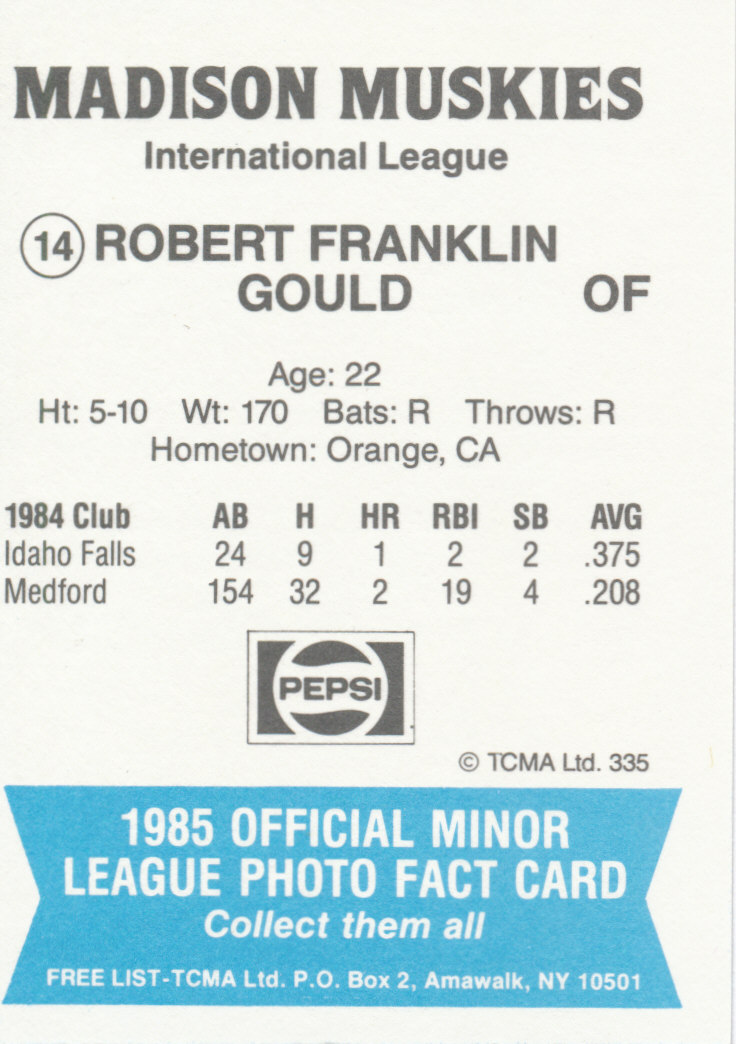 MADISON MUSKIES
International League
14 ROBERT FRANKLIN
GOULD OF
Age: 22
Ht: 5-10 Wt: 170 Bats: R Throws: R
Hometown: Orange, CA
1984 Club AB H HR RBI SB AVG
Idaho Falls 24 9 1 2 2 .375
Medford 154 32 2 19 4 .208
PEPSI
© TCMA Ltd. 335
1985 OFFICIAL MINOR
LEAGUE PHOTO FACT CARD
Collect them all
FREE LIST-TCMA Ltd. P.O. Box 2, Amawalk, NY 10501